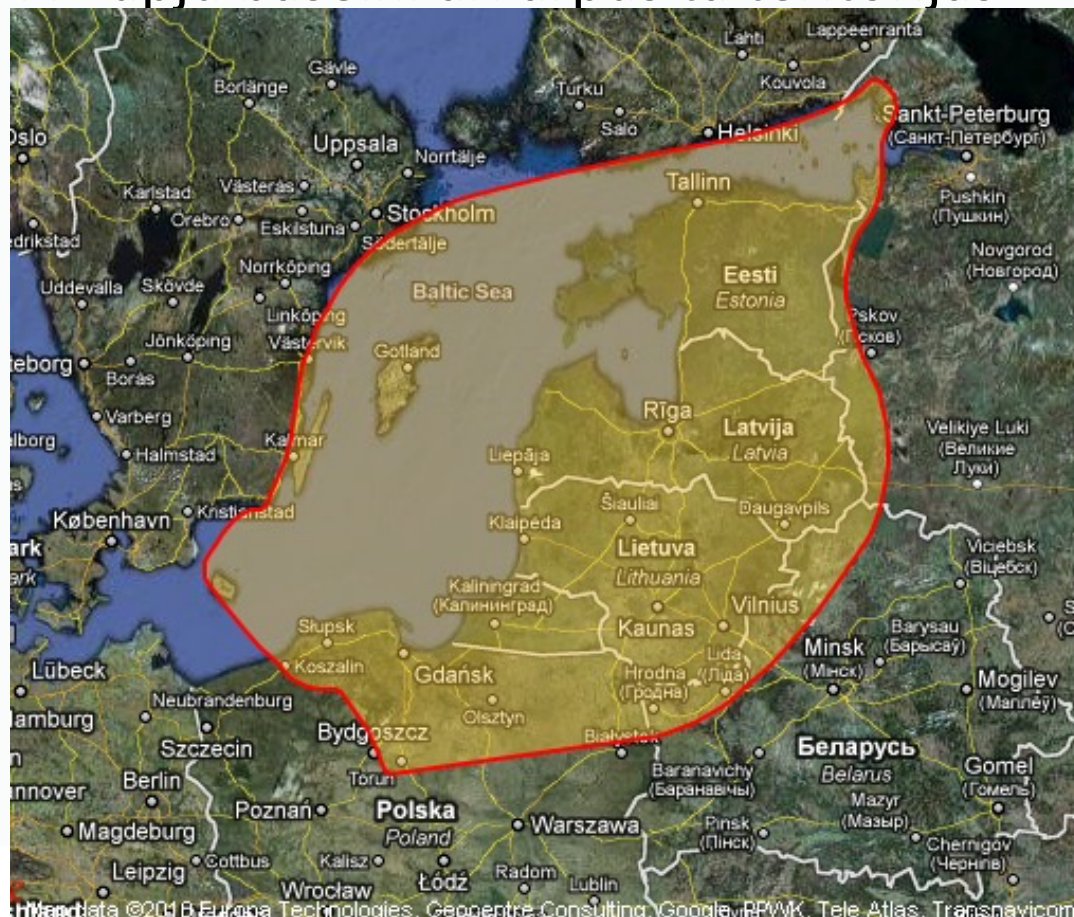 Lahti
Lappeenranta
Gävle
Kouvola
Borlänge
Turku
Salo
Sankt-Peterburg
(Санкт-Петербург)
Oslo
Helsinki
Uppsala
Norrtälje
Västerås
Tallinn
Karlstad
Pushkin
(Пушкин)
Orebro
Stockholm
Eskilstuna
Södertälje
Novgorod
(Новгород)
Norrköping
Eesti
Estonia
Uddevalla
Skövde
Baltic Sea
Linköping
Pskov
(Псков)
Jönköping
Västervik
Gotland
Borås
Varberg
Rīga
Latvija
Latvia
Velikiye Luki
(Великие
Луки)
Kalmar
Halmstad
Liepāja
Šiauliai
Daugavpils
København
Kristianstad
Klaipėda
Lietuva
Lithuania
Viciebsk
(Віцебск)
Kaliningrad
(Калининград)
Vilnius
Kaunas
Barysau
(Барысаў)
Słupsk
Minsk
(Мінск)
Lübeck
Koszalin
Gdańsk
Lida
(Ліда)
Hrodna
(Гродна)
Mogilev
(Магілёў)
Neubrandenburg
Olsztyn
Szczecin
Bydgoszcz
Białystok
Беларусь
Belarus
Toruń
Baranavichy
(Баранавічы)
Gomel
(Гомель)
Berlin
Poznań
Polska
Poland
Mazyr
(Мазыр)
Magdeburg
Warszawa
Pinsk
(Пінск)
Chernigov
(Чернігів)
Leipzig
Cottbus
Kalisz
Łódź
Radom
Wrocław
Lublin
Europa Technologies, Geocentre Consulting, Google, PPWK, Tele Atlas, Transnavicom